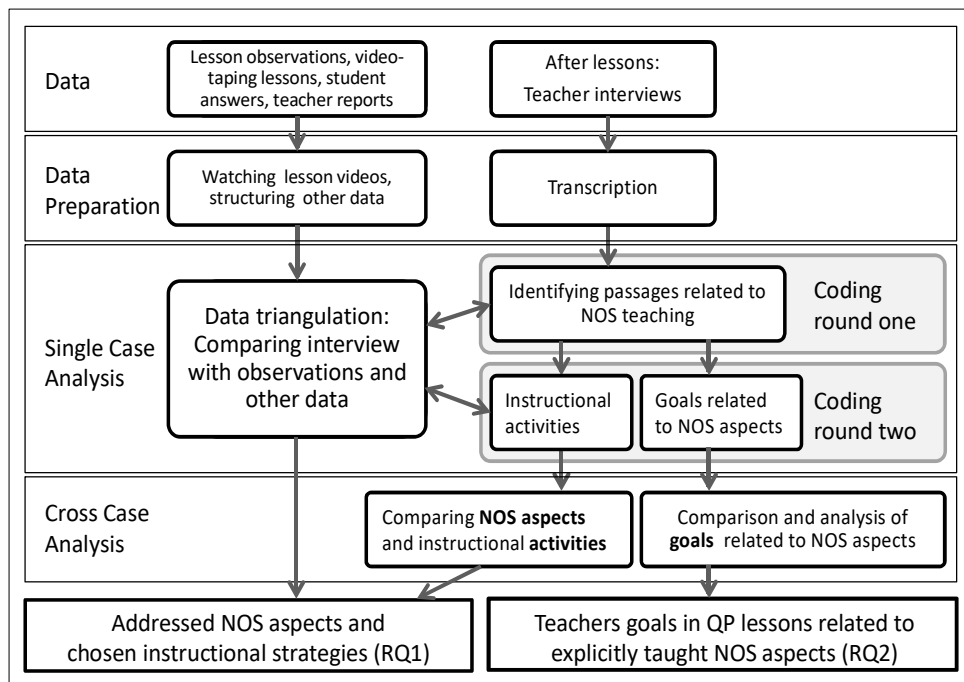 Data
Lesson observations, video-
taping lessons, student
answers, teacher reports
After lessons:
Teacher interviews
Data
Preparation
Watching lesson videos,
structuring other data
Transcription
Single Case
Analysis
Data triangulation:
Comparing interview
with observations and
other data
Identifying passages related to
NOS teaching
Coding
round one
Instructional
activities
Goals related
to NOS aspects
Coding
round two
Cross Case
Analysis
Comparing NOS aspects
and instructional activities
Comparison and analysis of
goals related to NOS aspects
Addressed NOS aspects and
chosen instructional strategies (RQ1)
Teachers goals in QP lessons related to
explicitly taught NOS aspects (RQ2)